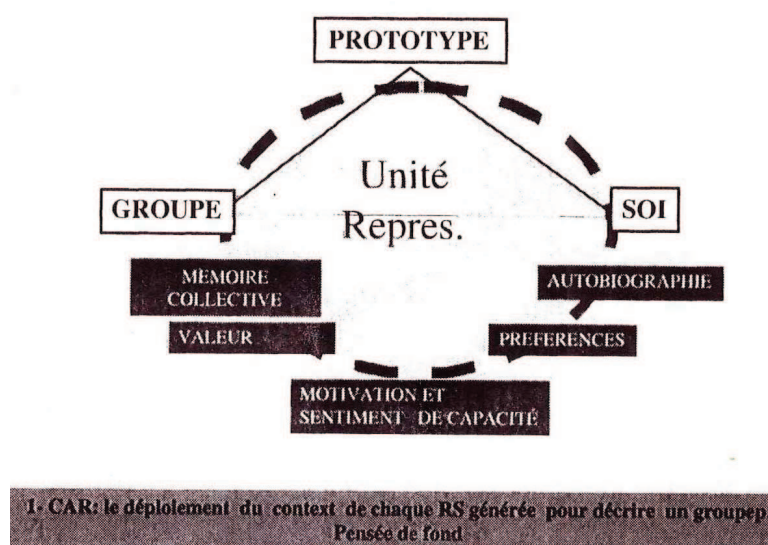 PROTOTYPE
Unité
Repres.
GROUPE
SOI
MEMOIRE
COLLECTIVE
AUTOBIOGRAPHIE
VALEUR
PREFERENCES
MOTIVATION ET
SENTIMENT DE CAPACITÉ
1- CAR: le déploiement du context de chaque RS générée pour décrire un groupep.
Pensée de fond